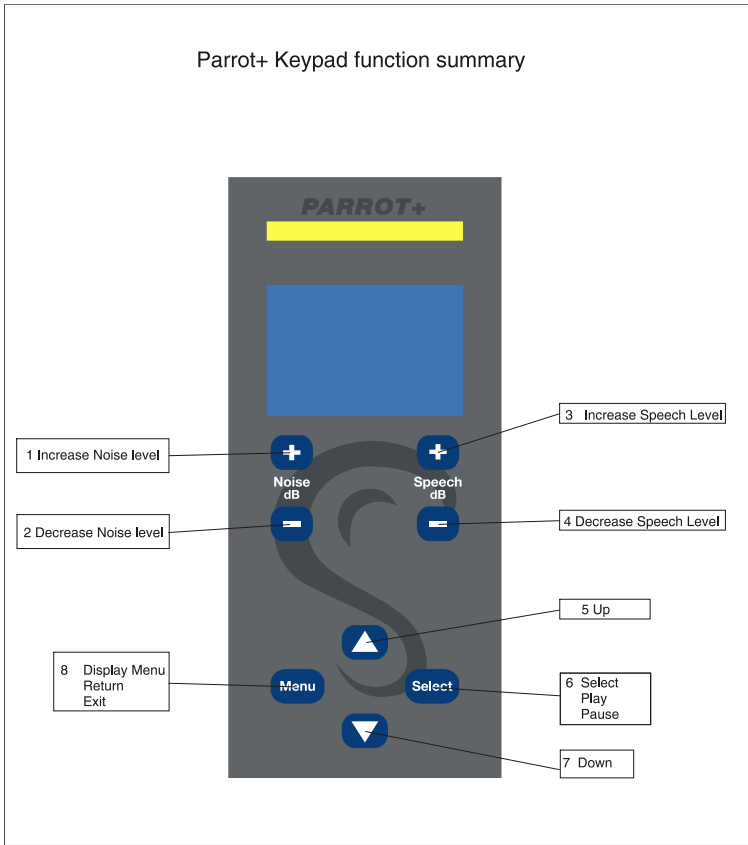 Parrot+ Keypad function summary
PARROT+
3 Increase Speech Level
1 Increase Noise level
Noise
dB
Speech
dB
2 Decrease Noise level
4 Decrease Speech Level
5 Up
8 Display Menu
Return
Exit
Menu
Select
6 Select
Play
Pause
7 Down